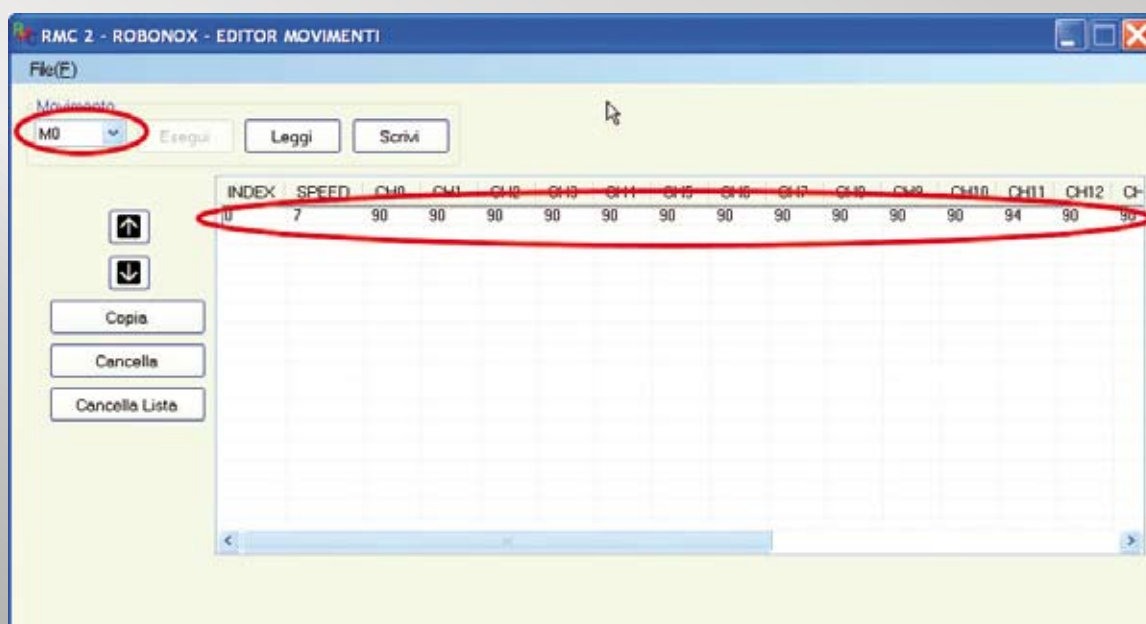 RMC 2 - ROBONOX - EDITOR MOVIMENTI
File(F)
Movimento
M0 Esegui Leggi Scrivi
INDEX SPEED CH0 CH1 CH2 CH3 CH4 CH5 CH6 CH7 CH8 CH9 CH10 CH11 CH12 CH
0 7 90 90 90 90 90 90 90 90 90 90 90 94 90 90
Copia
Cancella
Cancella Lista